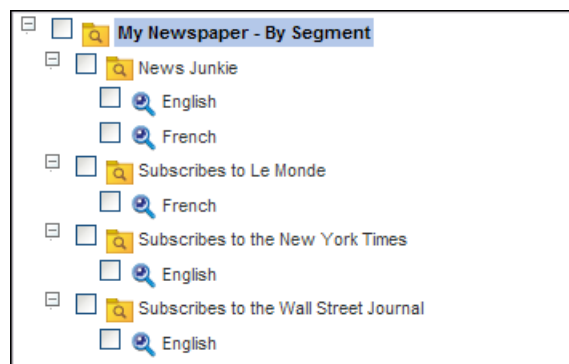 My Newspaper - By Segment
News Junkie
English
French
Subscribes to Le Monde
French
Subscribes to the New York Times
English
Subscribes to the Wall Street Journal
English